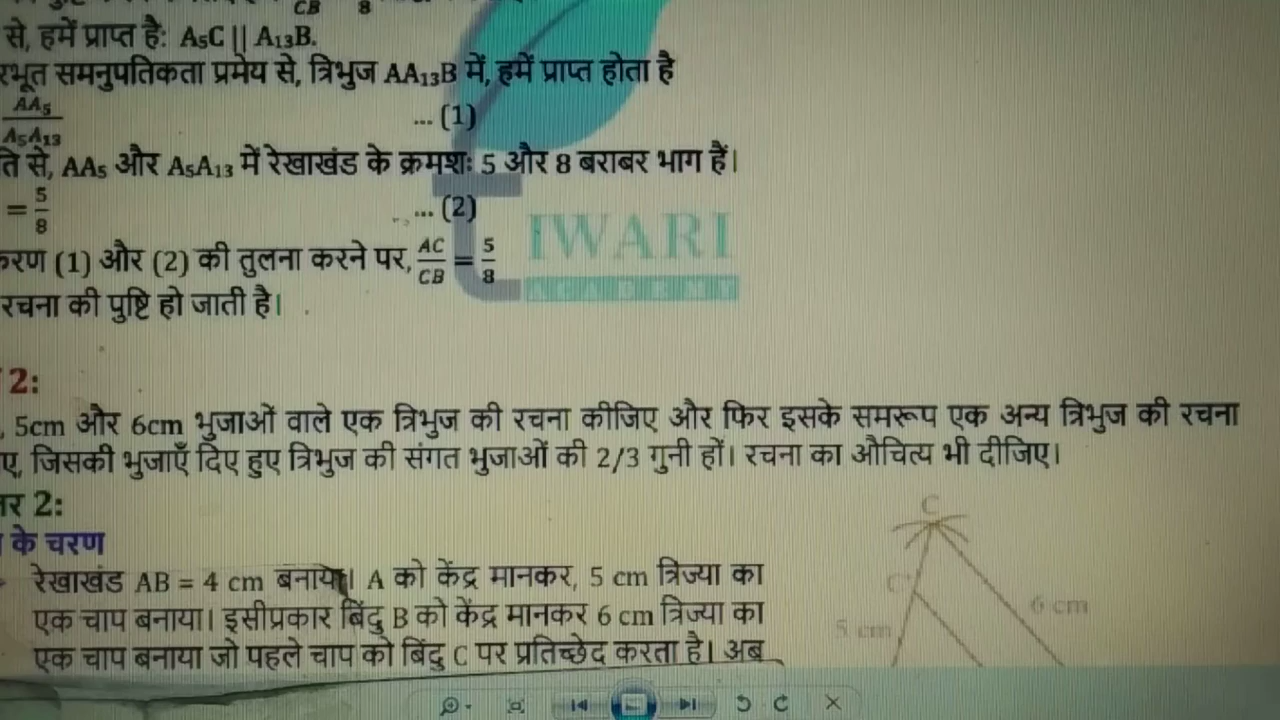 CB 8
से, हमें प्राप्त है: A₅C || A₁₃B.
रभूत समनुपतिकता प्रमेय से, त्रिभुज AA₁₃B में, हमें प्राप्त होता है
AA₅
A₅A₁₃ ... (1)
ति से, AA₅ और A₅A₁₃ में रेखाखंड के क्रमशः 5 और 8 बराबर भाग हैं।
= 5/8 ... (2)
करण (1) और (2) की तुलना करने पर, AC/CB = 5/8
IWARI
ACADEMY
रचना की पुष्टि हो जाती है।
2:
, 5cm और 6cm भुजाओं वाले एक त्रिभुज की रचना कीजिए और फिर इसके समरूप एक अन्य त्रिभुज की रचना
ए, जिसकी भुजाएँ दिए हुए त्रिभुज की संगत भुजाओं की 2/3 गुनी हों। रचना का औचित्य भी दीजिए।
तर 2:
के चरण
रेखाखंड AB = 4 cm बनाया। A को केंद्र मानकर, 5 cm त्रिज्या का
एक चाप बनाया। इसीप्रकार बिंदु B को केंद्र मानकर 6 cm त्रिज्या का
एक चाप बनाया जो पहले चाप को बिंदु C पर प्रतिच्छेद करता है। अब
C
C'
5 cm
6 cm